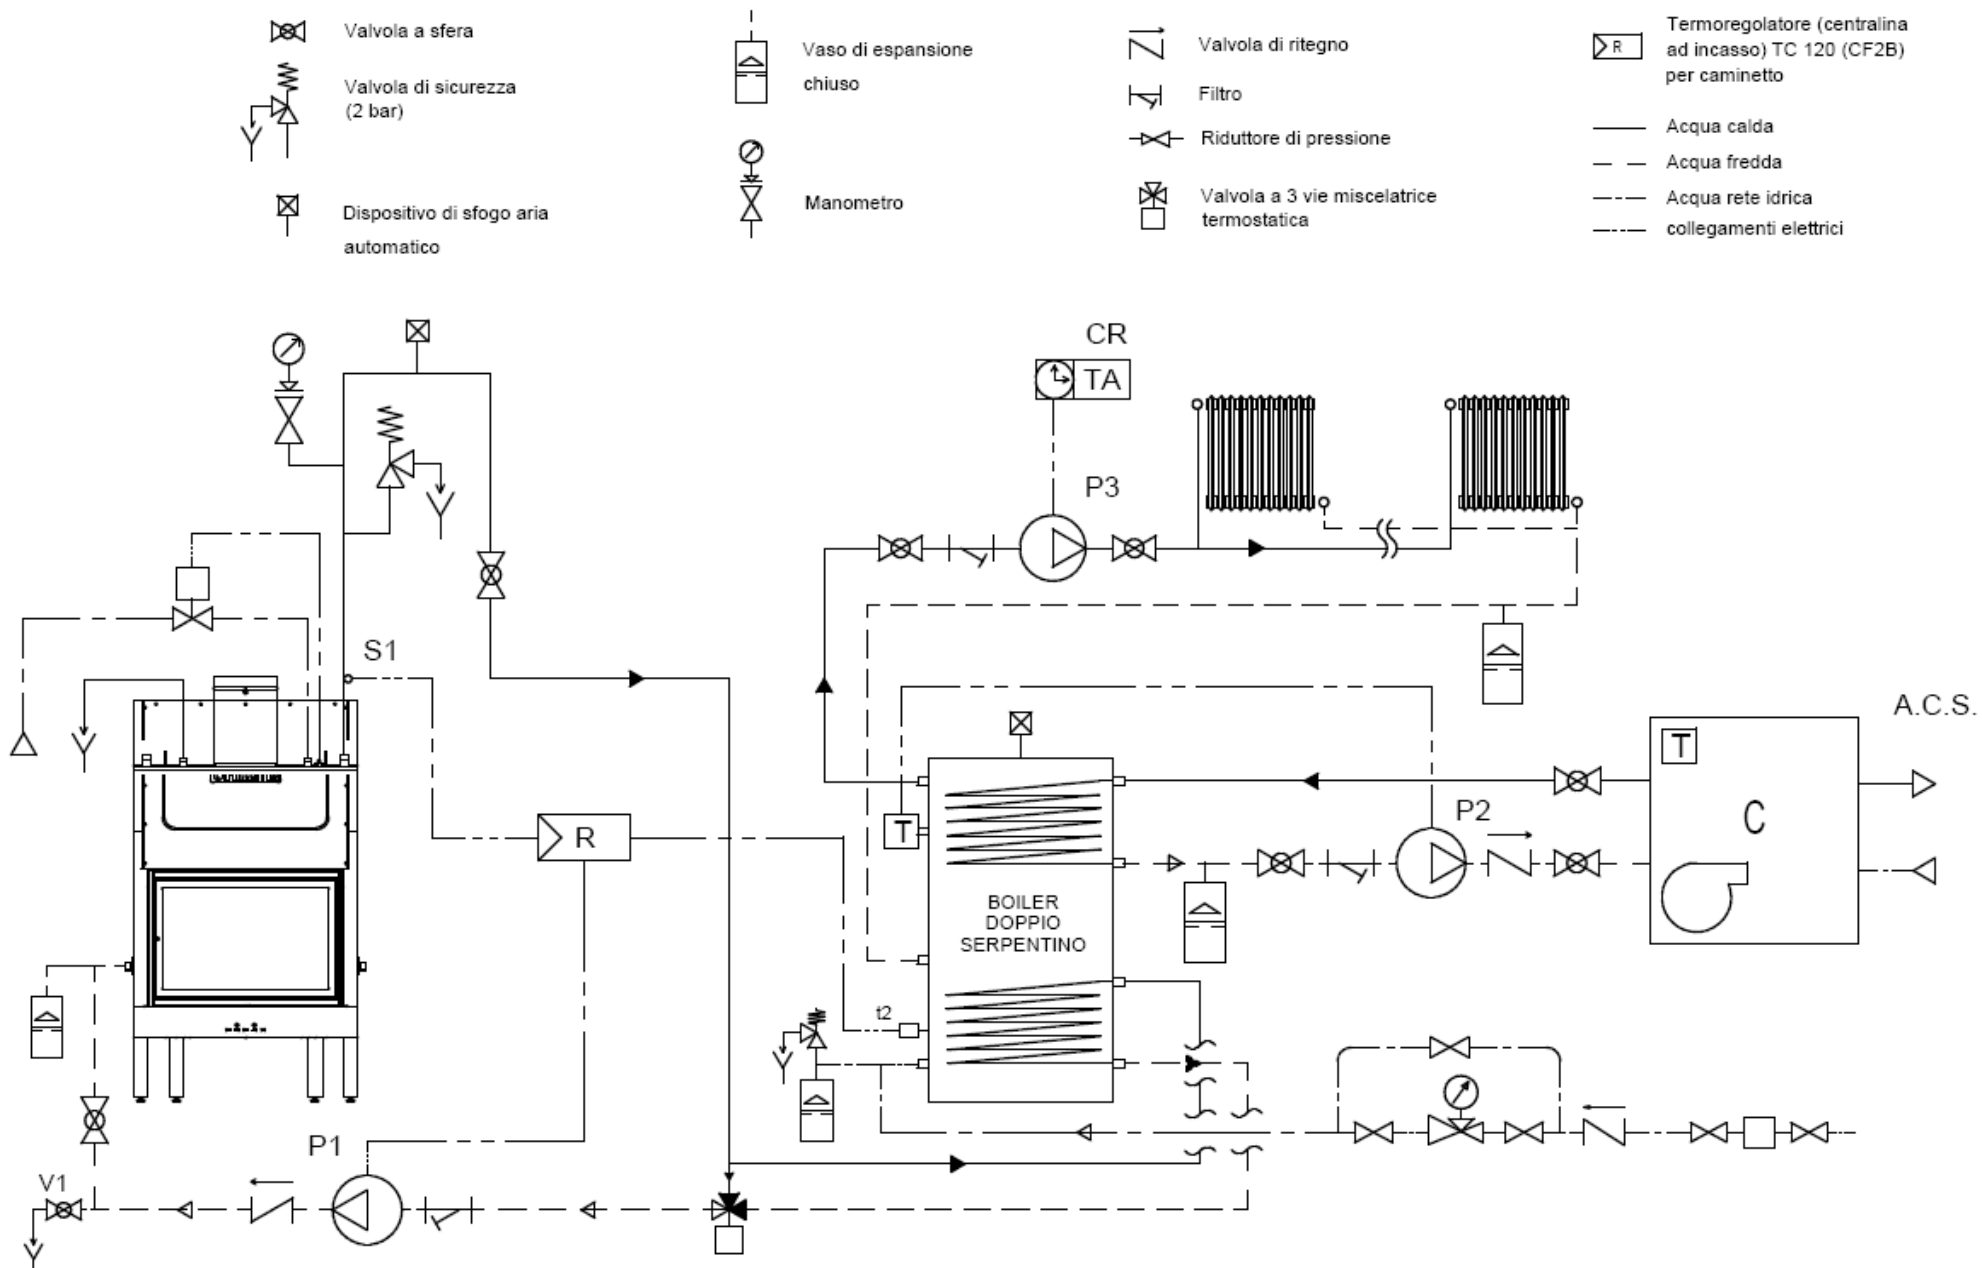 Valvola a sfera
Valvola di sicurezza
(2 bar)
Dispositivo di sfogo aria
automatico
Vaso di espansione
chiuso
Manometro
Valvola di ritegno
Filtro
Riduttore di pressione
Valvola a 3 vie miscelatrice
termostatica
R
Termoregolatore (centralina
ad incasso) TC 120 (CF2B)
per caminetto
Acqua calda
Acqua fredda
Acqua rete idrica
collegamenti elettrici
CR
TA
P3
S1
A.C.S.
T
P2
C
R
T
BOILER
DOPPIO
SERPENTINO
t2
P1
V1